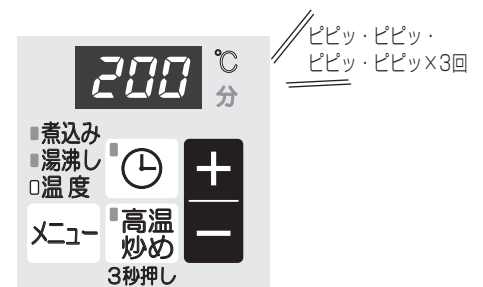 200
℃
分
ピピッ・ピピッ・
ピピッ・ピピッ×3回
煮込み
湯沸し
温度
+
メニュー
高温
炒め
−
3秒押し